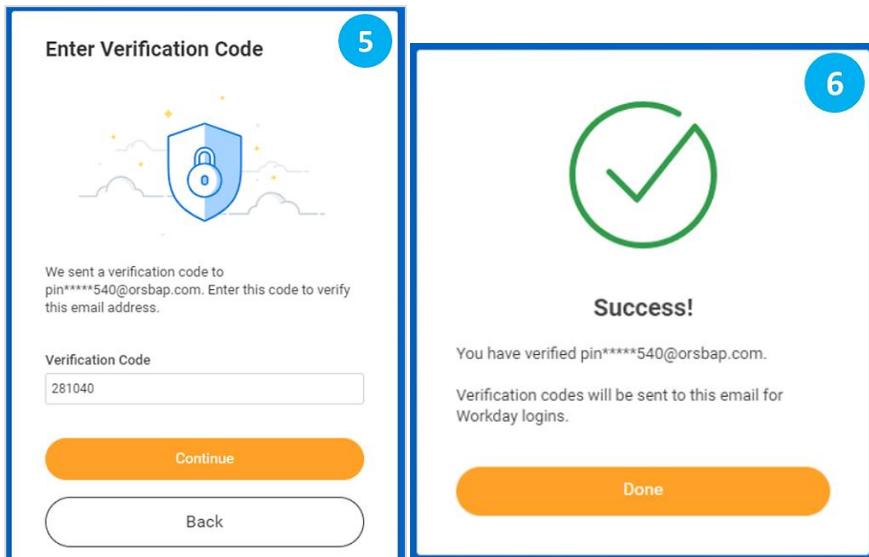 Enter Verification Code
5
We sent a verification code to
pin*****540@orsbap.com. Enter this code to verify
this email address.
Verification Code
281040
Continue
Back
6
Success!
You have verified pin*****540@orsbap.com.
Verification codes will be sent to this email for
Workday logins.
Done